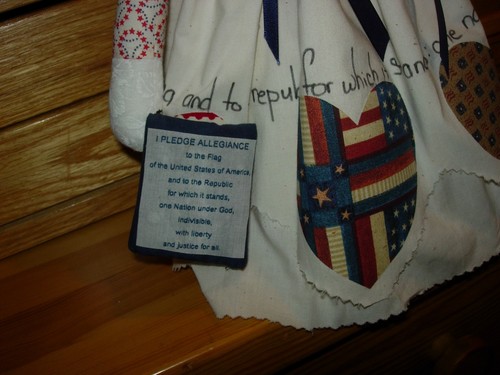 and to republ for which it stands one
I PLEDGE ALLEGIANCE
to the Flag
of the United States of America
and to the Republic
for which it stands,
one Nation under God,
indivisible,
with liberty
and justice for all.